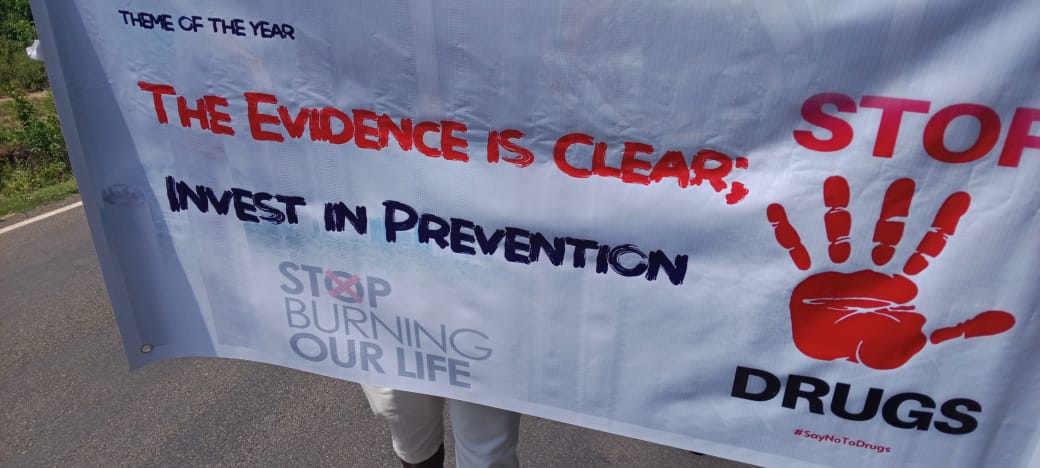 THEME OF THE YEAR
THE EVIDENCE IS CLEAR;
INVEST IN PREVENTION
STOP
BURNING
OUR LIFE
STOP
DRUGS
#SayNoToDrugs